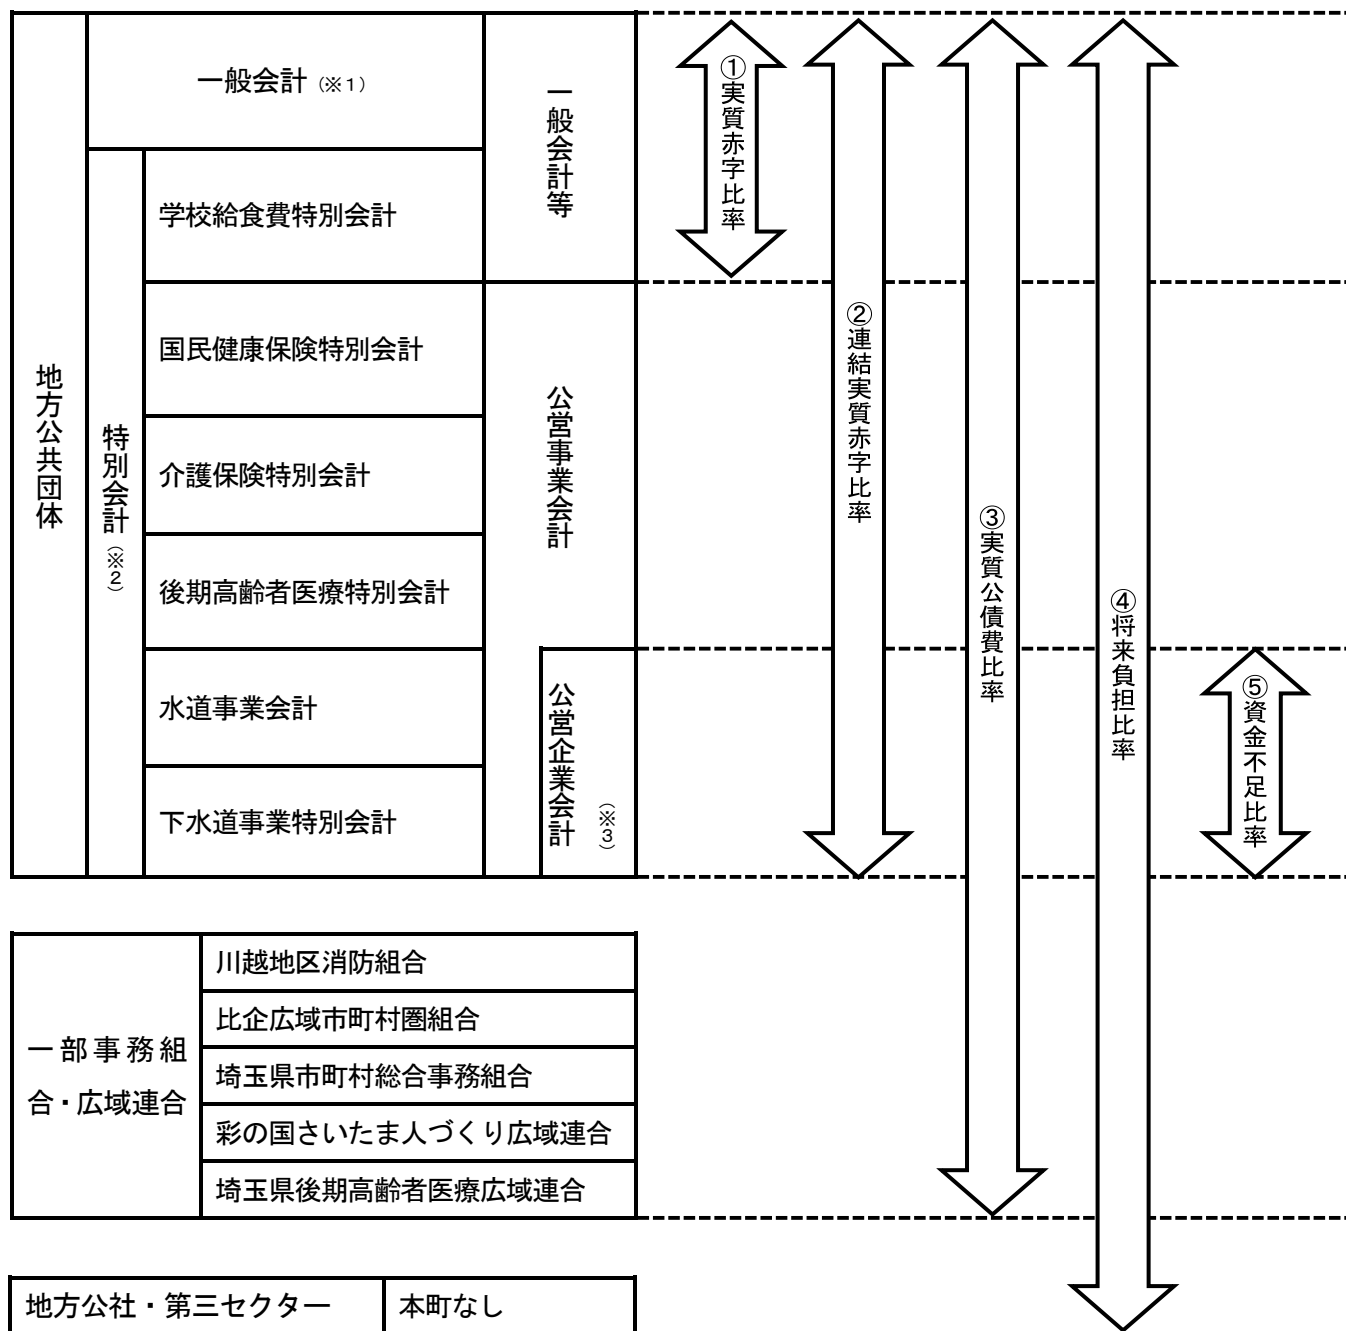 地方公共団体
一般会計(※1)
特別会計(※2)
学校給食費特別会計
国民健康保険特別会計
介護保険特別会計
後期高齢者医療特別会計
水道事業会計
下水道事業特別会計
一般会計等
公営事業会計
公営企業会計(※3)
①実質赤字比率
②連結実質赤字比率
③実質公債費比率
④将来負担比率
⑤資金不足比率
一部事務組
合・広域連合
川越地区消防組合
比企広域市町村圏組合
埼玉県市町村総合事務組合
彩の国さいたま人づくり広域連合
埼玉県後期高齢者医療広域連合
地方公社・第三セクター
本町なし